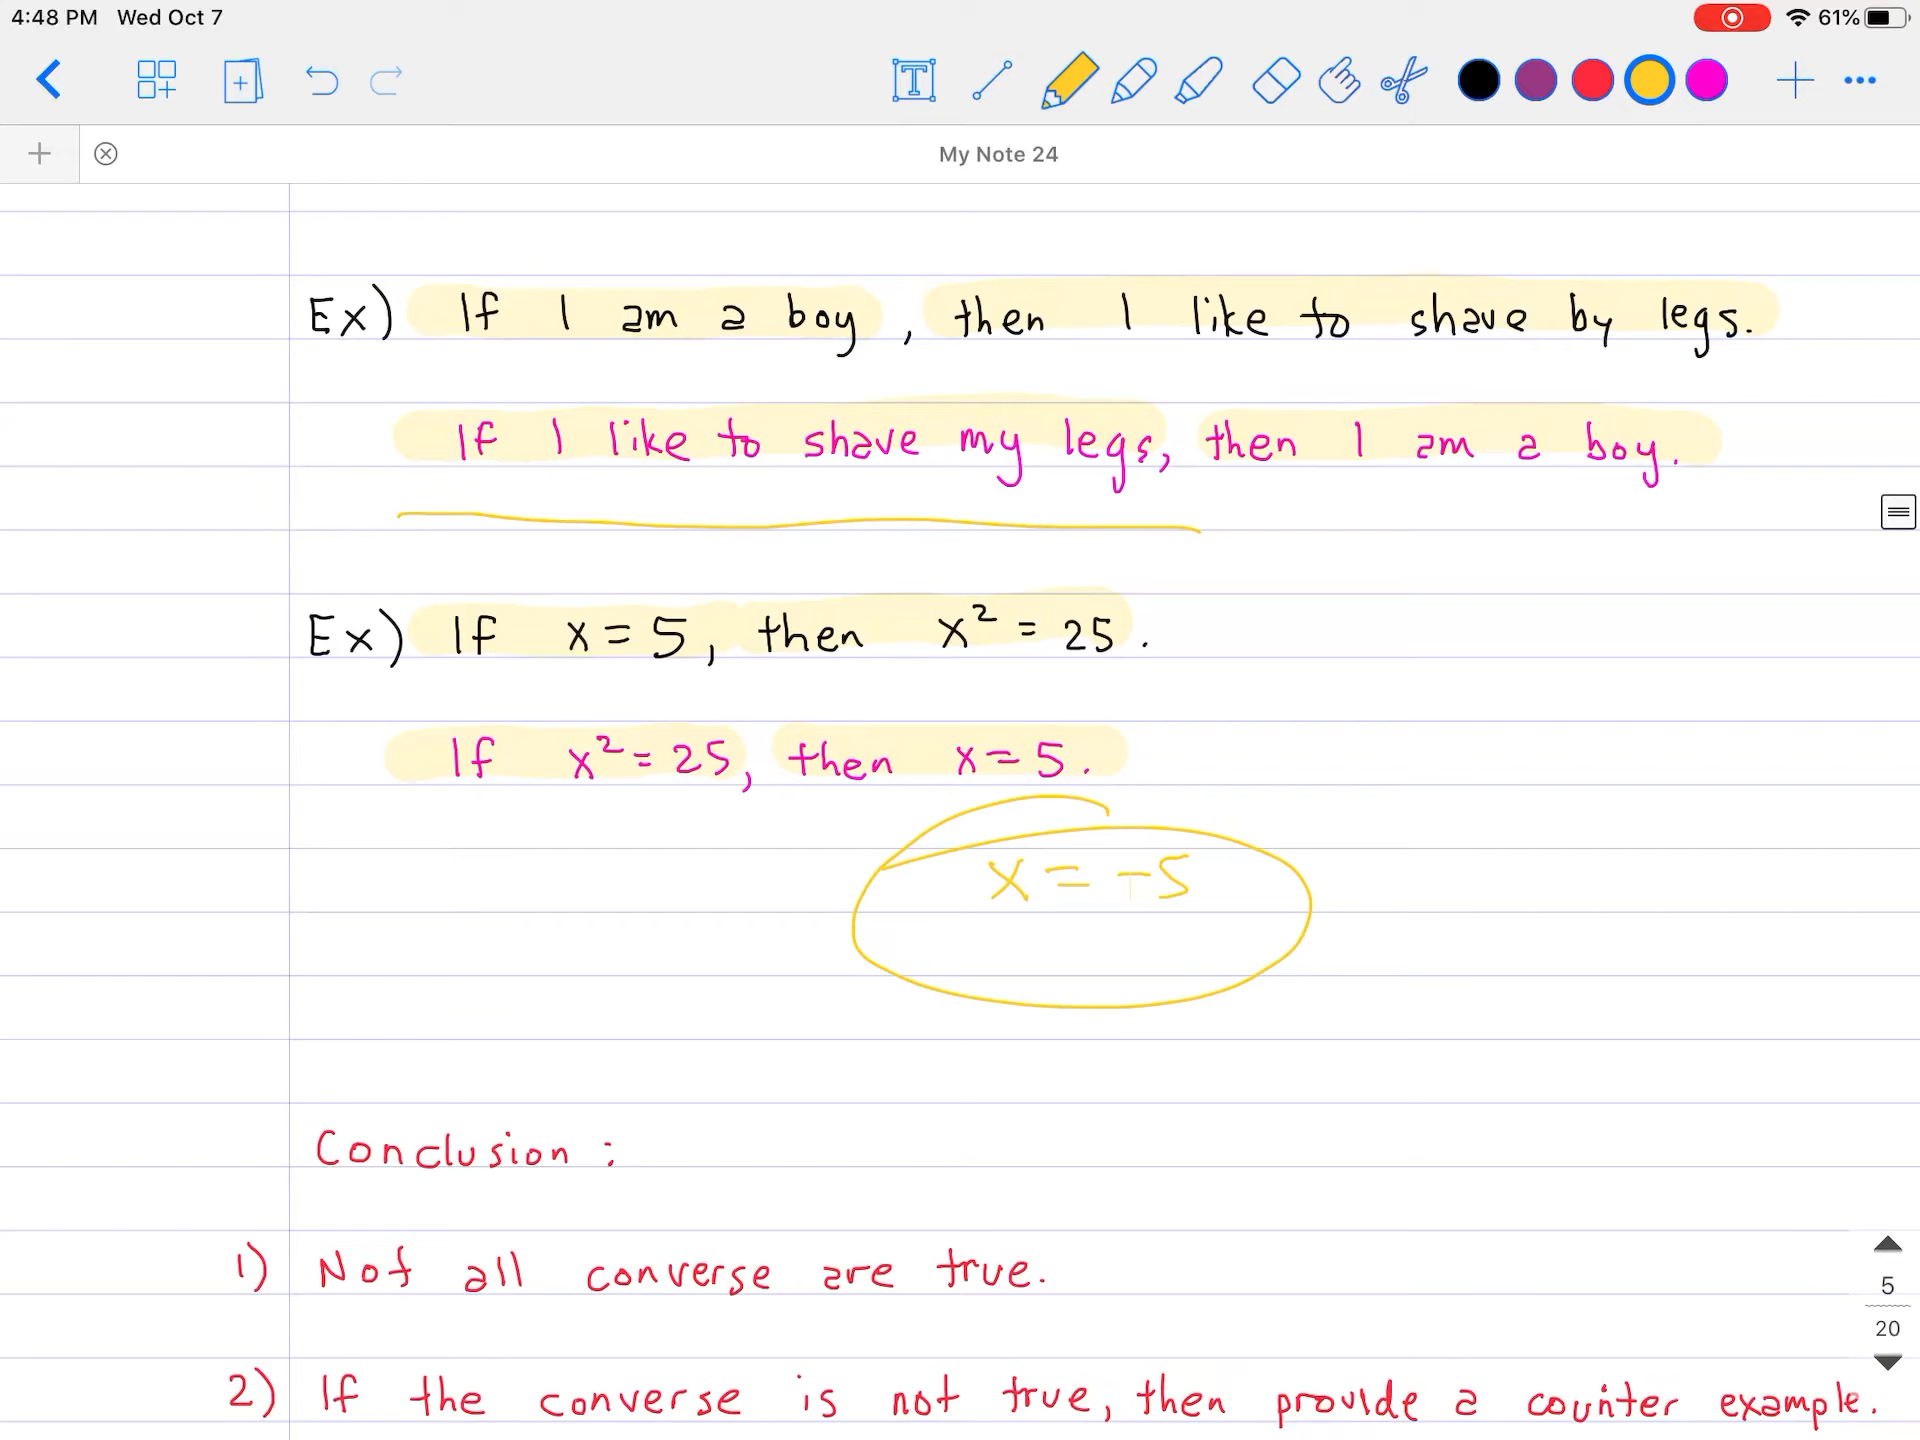 4:48 PM Wed Oct 7 61%
T
My Note 24
Ex) If I am a boy, then I like to shave by legs.
If I like to shave my legs, then I am a boy.
Ex) If x = 5, then x² = 25.
If x² = 25, then x = 5.
x = -5
Conclusion :
1) Not all converse are true.
5
20
2) If the converse is not true, then provide a counter example.